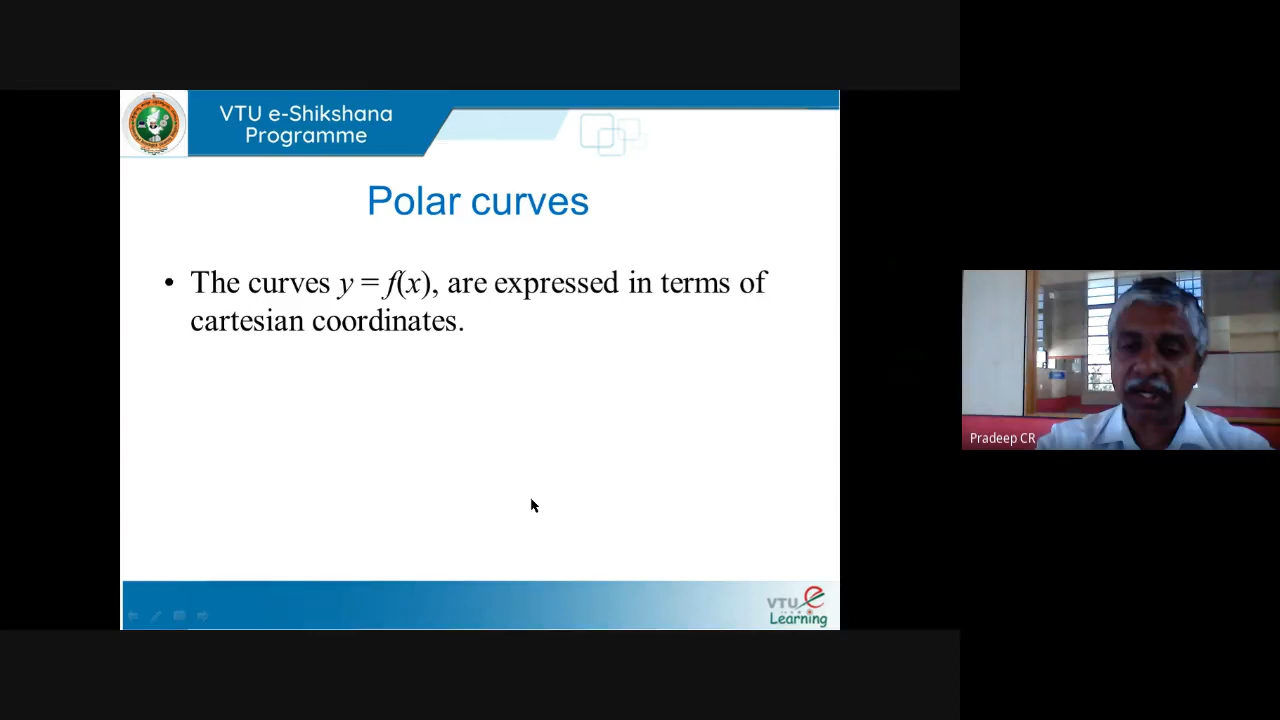 VTU e-Shikshana
Programme
Polar curves
• The curves y = f(x), are expressed in terms of
cartesian coordinates.
Pradeep CR
VTU e
Learning